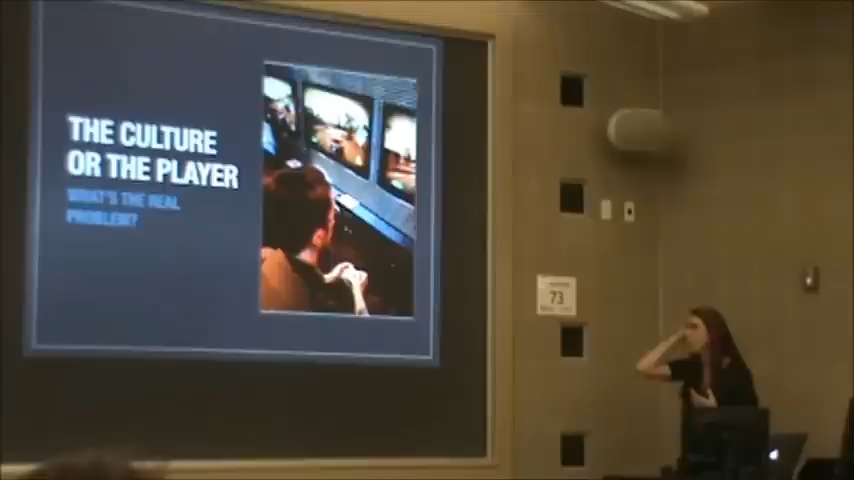 THE CULTURE
OR THE PLAYER
WHAT'S THE REAL
PROBLEM?
73